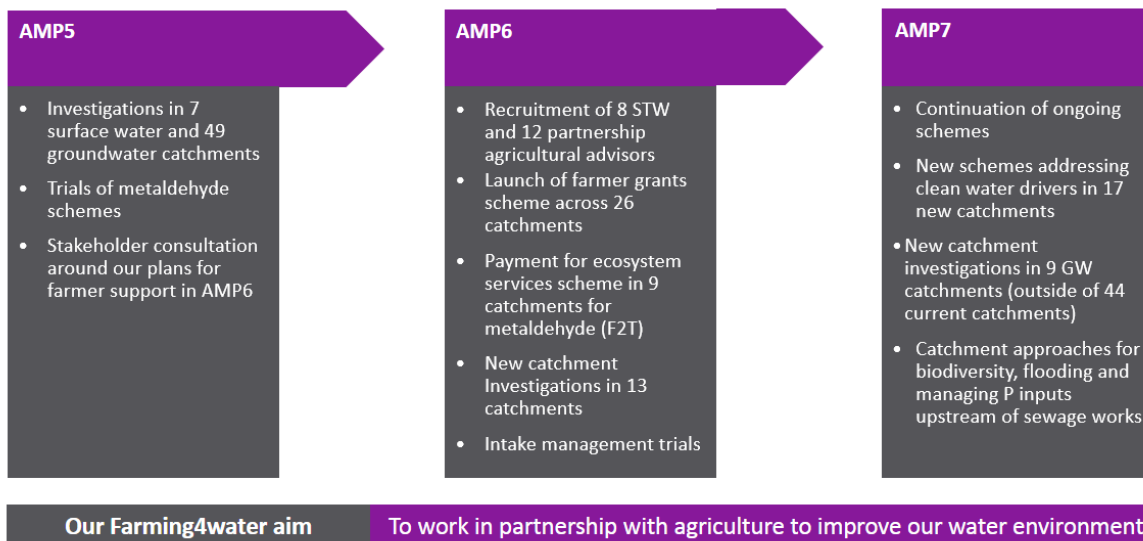 AMP5
• Investigations in 7
surface water and 49
groundwater catchments
• Trials of metaldehyde
schemes
• Stakeholder consultation
around our plans for
farmer support in AMP6
AMP6
• Recruitment of 8 STW
and 12 partnership
agricultural advisors
• Launch of farmer grants
scheme across 26
catchments
• Payment for ecosystem
services scheme in 9
catchments for
metaldehyde (F2T)
• New catchment
Investigations in 13
catchments
• Intake management trials
AMP7
• Continuation of ongoing
schemes
• New schemes addressing
clean water drivers in 17
new catchments
• New catchment
investigations in 9 GW
catchments (outside of 44
current catchments)
• Catchment approaches for
biodiversity, flooding and
managing P inputs
upstream of sewage works
Our Farming4water aim
To work in partnership with agriculture to improve our water environment